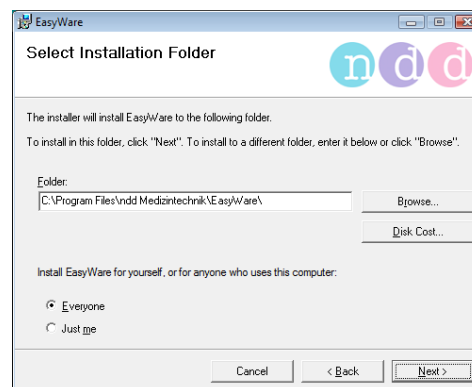 EasyWare
Select Installation Folder
ndd
The installer will install EasyWare to the following folder.
To install in this folder, click "Next". To install to a different folder, enter it below or click "Browse".
Folder:
C:\Program Files\ndd Medizintechnik\EasyWare\
Browse...
Disk Cost...
Install EasyWare for yourself, or for anyone who uses this computer:
Everyone
Just me
Cancel
< Back
Next >